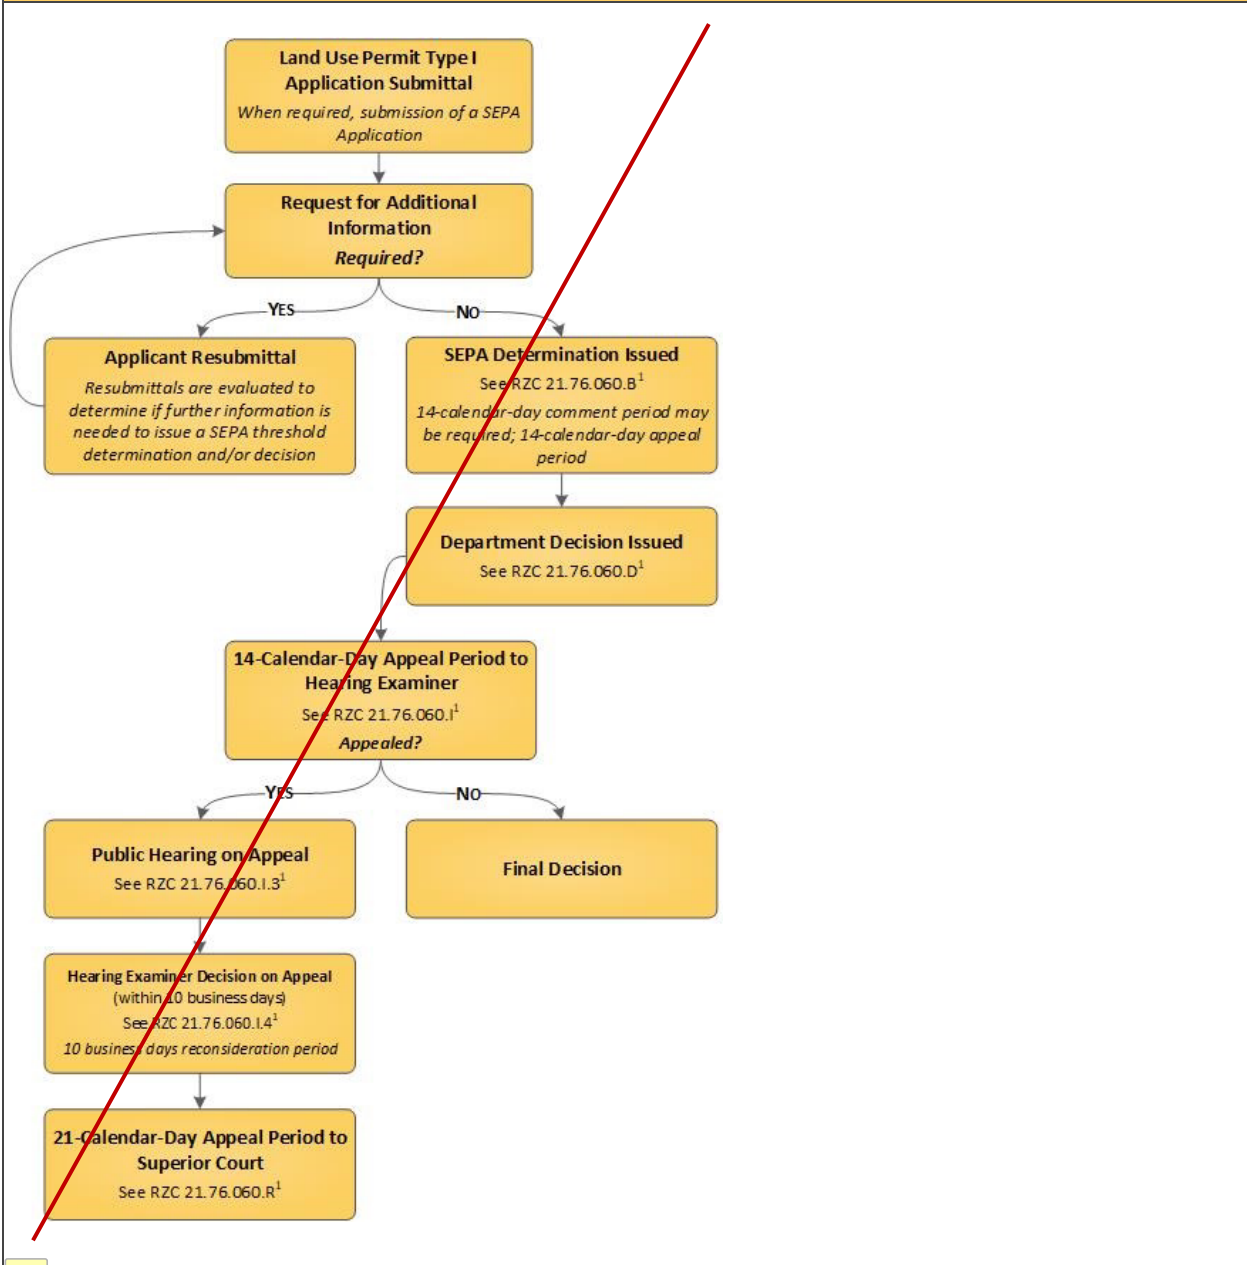 Land Use Permit Type I
Application Submittal
When required, submission of a SEPA
Application
Request for Additional
Information
Required?
YES
NO
Applicant Resubmittal
Resubmittals are evaluated to
determine if further information is
needed to issue a SEPA threshold
determination and/or decision
SEPA Determination Issued
See RZC 21.76.060.B¹
14-calendar-day comment period may
be required; 14-calendar-day appeal
period
Department Decision Issued
See RZC 21.76.060.D¹
14-Calendar-Day Appeal Period to
Hearing Examiner
See RZC 21.76.060.I¹
Appealed?
YES
NO
Public Hearing on Appeal
See RZC 21.76.060.I.3¹
Final Decision
Hearing Examiner Decision on Appeal
(within 10 business days)
See RZC 21.76.060.I.4¹
10 business days reconsideration period
21-Calendar-Day Appeal Period to
Superior Court
See RZC 21.76.060.R¹